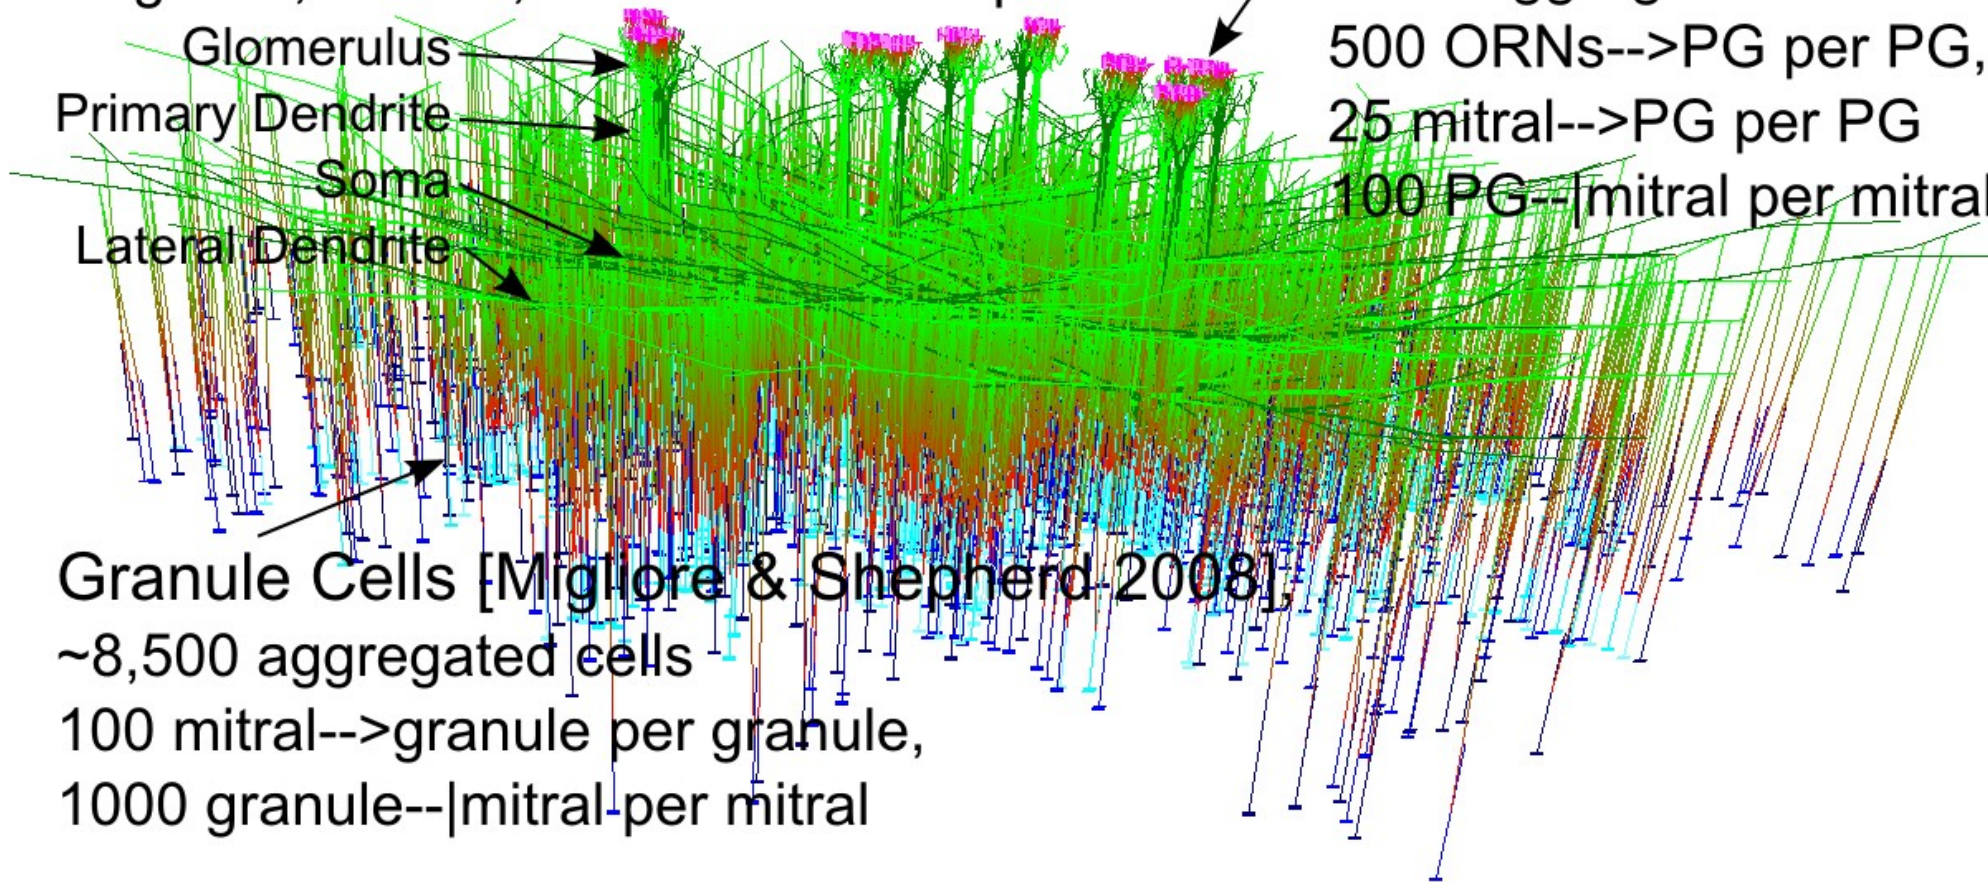 Glomerulus
Primary Dendrite
Soma
Lateral Dendrite
500 ORNs-->PG per PG,
25 mitral-->PG per PG
100 PG--|mitral per mitral
Granule Cells [Migliore & Shepherd 2008],
~8,500 aggregated cells
100 mitral-->granule per granule,
1000 granule--|mitral per mitral